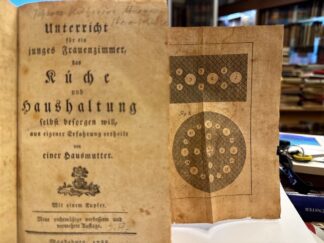 Unterricht
für ein
junges Frauenzimmer,
das
Küche
und
Haushaltung
selbst besorgen will,
aus eigener Erfahrung ertheilt
von
einer Hausmutter.
Mit einem Kupfer.
Neue rechtmäßige verbesserte und
vermehrte Auflage.